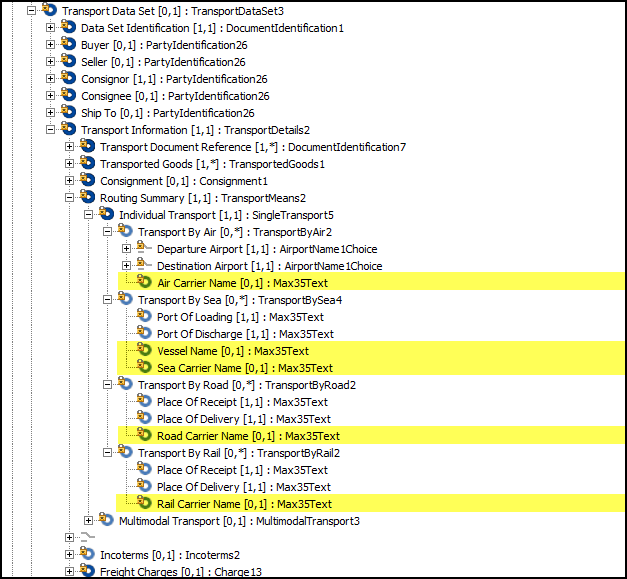 Transport Data Set [0,1] : TransportDataSet3
Data Set Identification [1,1] : DocumentIdentification1
Buyer [0,1] : PartyIdentification26
Seller [0,1] : PartyIdentification26
Consignor [1,1] : PartyIdentification26
Consignee [0,1] : PartyIdentification26
Ship To [0,1] : PartyIdentification26
Transport Information [1,1] : TransportDetails2
Transport Document Reference [1,*] : DocumentIdentification7
Transported Goods [1,*] : TransportedGoods1
Consignment [0,1] : Consignment1
Routing Summary [1,1] : TransportMeans2
Individual Transport [1,1] : SingleTransport5
Transport By Air [0,*] : TransportByAir2
Departure Airport [1,1] : AirportName1Choice
Destination Airport [1,1] : AirportName1Choice
Air Carrier Name [0,1] : Max35Text
Transport By Sea [0,*] : TransportBySea4
Port Of Loading [1,1] : Max35Text
Port Of Discharge [1,1] : Max35Text
Vessel Name [0,1] : Max35Text
Sea Carrier Name [0,1] : Max35Text
Transport By Road [0,*] : TransportByRoad2
Place Of Receipt [1,1] : Max35Text
Place Of Delivery [1,1] : Max35Text
Road Carrier Name [0,1] : Max35Text
Transport By Rail [0,*] : TransportByRail2
Place Of Receipt [1,1] : Max35Text
Place Of Delivery [1,1] : Max35Text
Rail Carrier Name [0,1] : Max35Text
Multimodal Transport [0,1] : MultimodalTransport3
Incoterms [0,1] : Incoterms2
Freight Charges [0,1] : Charge13